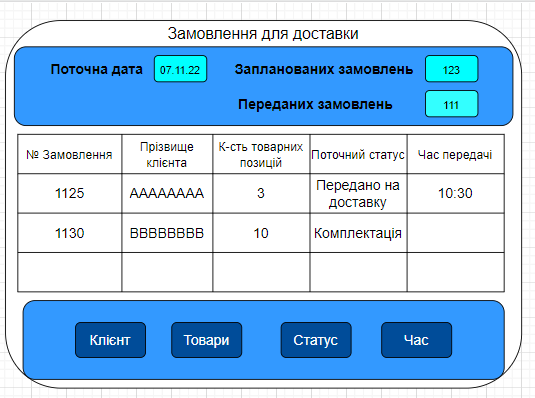 Замовлення для доставки
Поточна дата 07.11.22 Запланованих замовлень 123
Переданих замовлень 111
№ Замовлення Прізвище клієнта К-сть товарних позицій Поточний статус Час передачі
1125 АААААААА 3 Передано на доставку 10:30
1130 BBBBBBBB 10 Комплектація
Клієнт Товари Статус Час